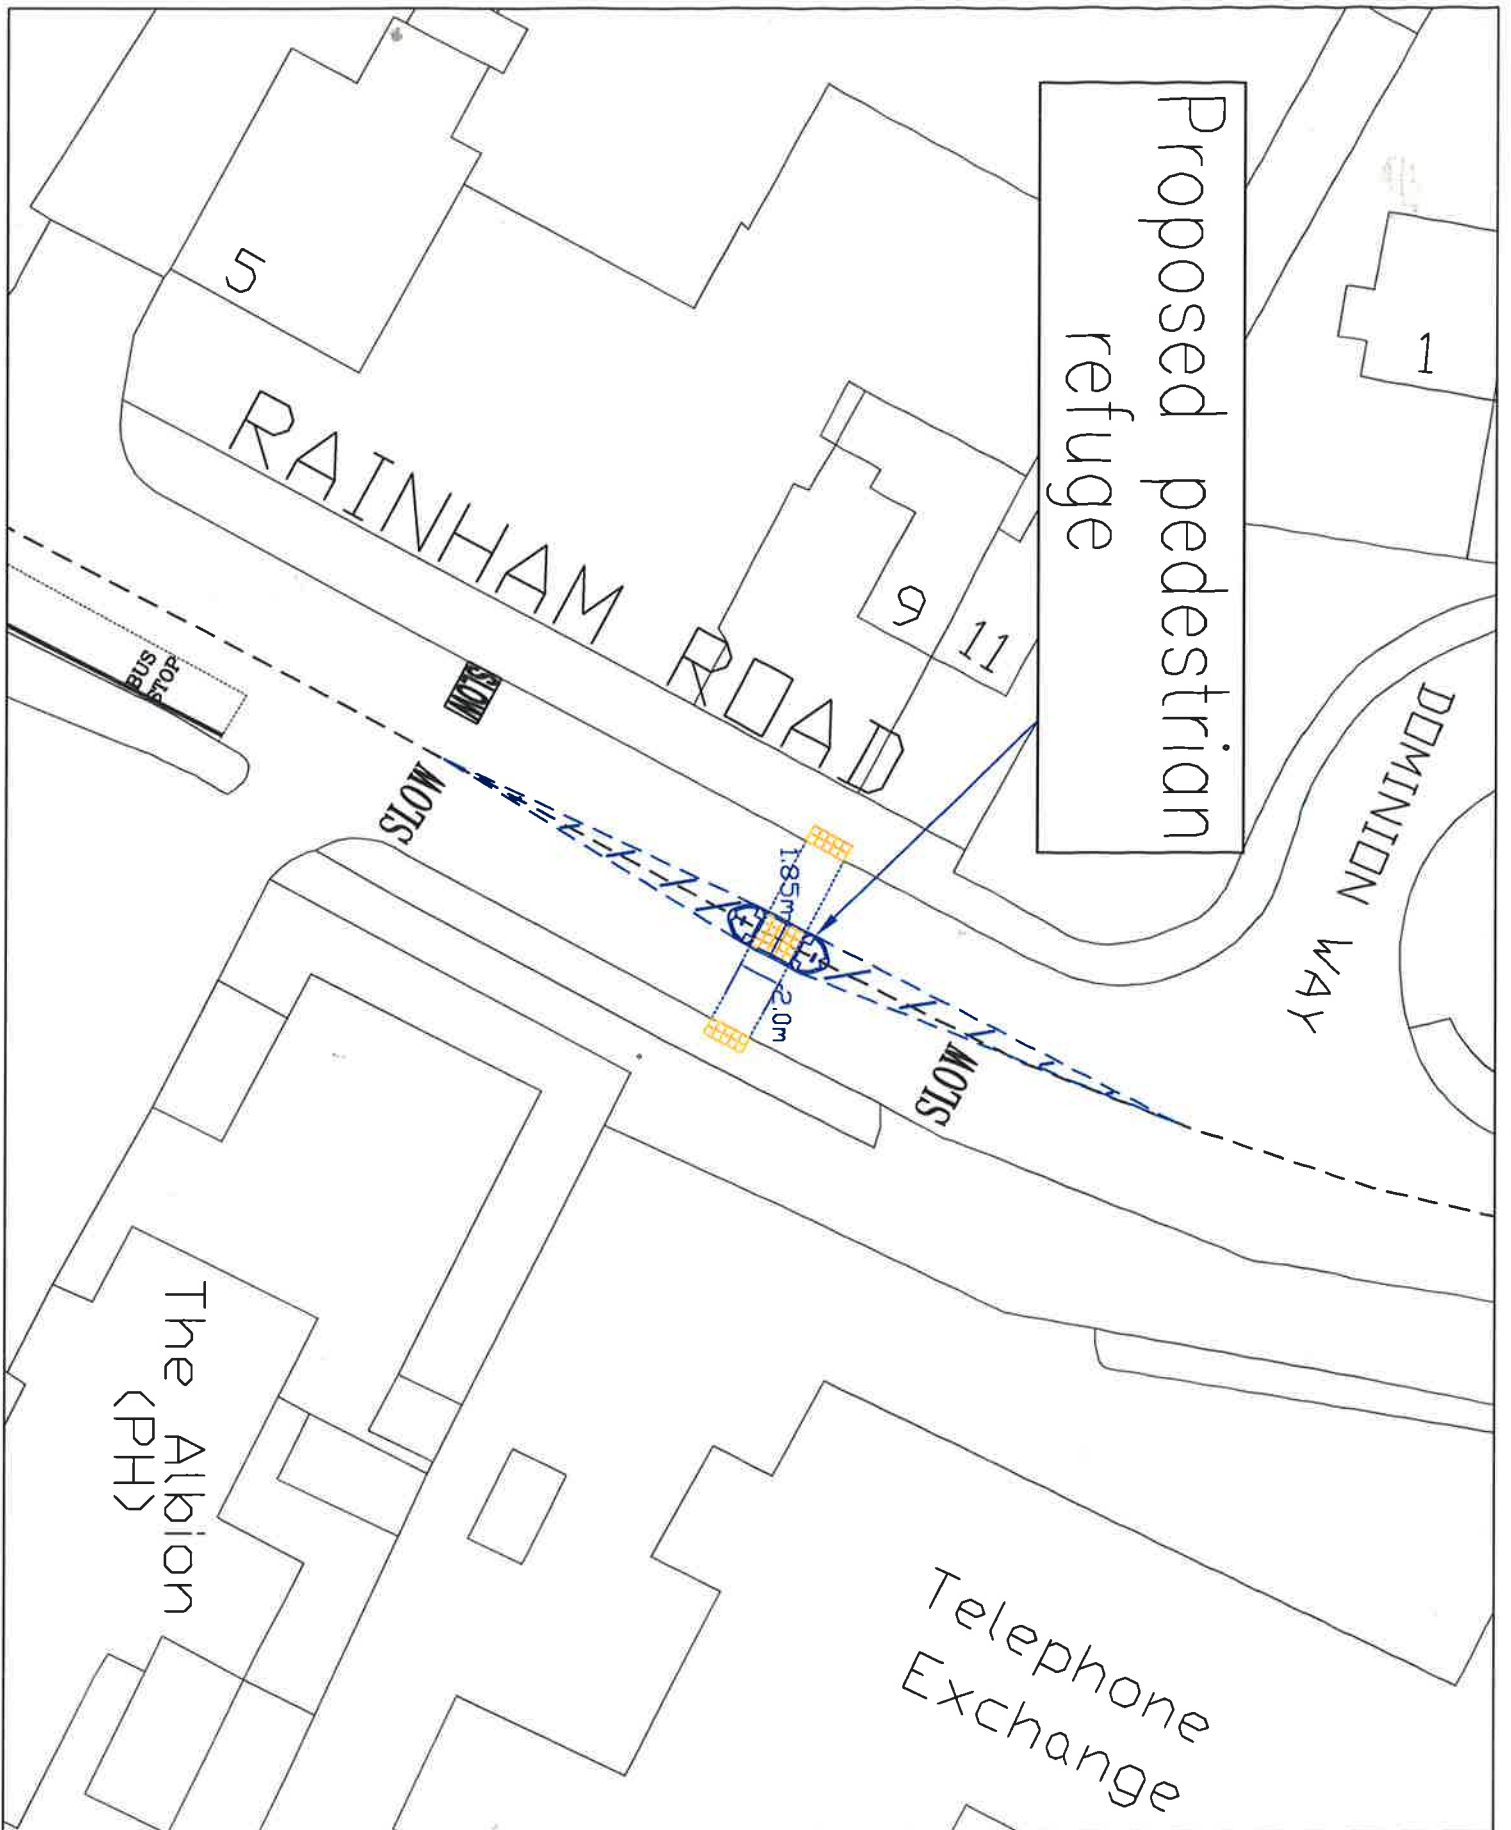 Proposed pedestrian
refuge
1
DOMINION WAY
5
RAINHAM ROAD
9
11
BUS
STOP
SLOW
SLOW
1.85m
2.0m
SLOW
The Albion
(PH)
Telephone
Exchange